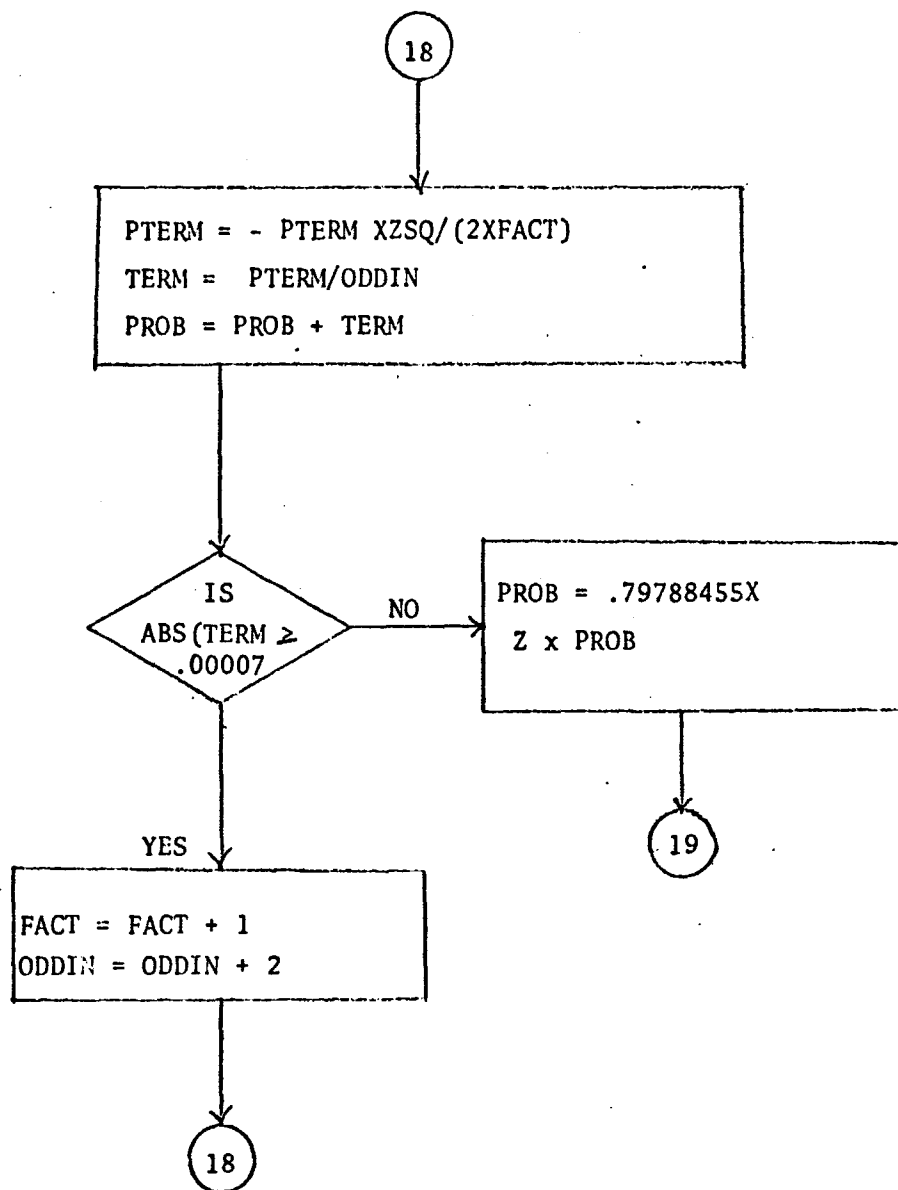 18
PTERM = - PTERM XZSQ/(2XFACT)
TERM = PTERM/ODDIN
PROB = PROB + TERM
IS
ABS(TERM ≥
.00007
NO
PROB = .79788455X
Z x PROB
19
YES
FACT = FACT + 1
ODDIN = ODDIN + 2
18